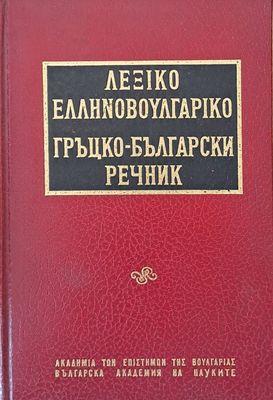 ΛΕΞΙΚΟ
ΕΛΛΗΝΟΒΟΥΛΓΑΡΙΚΟ
ГРЪЦКО-БЪЛГАРСКИ
РЕЧНИК
ΑΚΑΔΗΜΙΑ ΤΩΝ ΕΠΙΣΤΗΜΩΝ ΤΗΣ ΒΟΥΛΓΑΡΙΑΣ
БЪЛГАРСКА АКАДЕМИЯ НА НАУКИТЕ